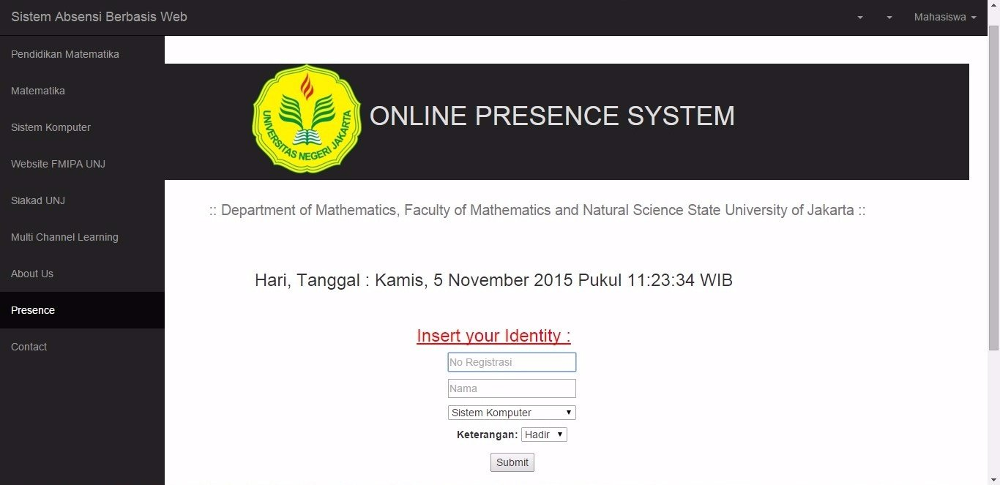 Sistem Absensi Berbasis Web
Mahasiswa
Pendidikan Matematika
Matematika
Sistem Komputer
Website FMIPA UNJ
Siakad UNJ
Multi Channel Learning
About Us
Presence
Contact
UNIVERSITAS NEGERI JAKARTA
ONLINE PRESENCE SYSTEM
:: Department of Mathematics, Faculty of Mathematics and Natural Science State University of Jakarta ::
Hari, Tanggal : Kamis, 5 November 2015 Pukul 11:23:34 WIB
Insert your Identity :
No Registrasi
Nama
Sistem Komputer
Keterangan: Hadir
Submit